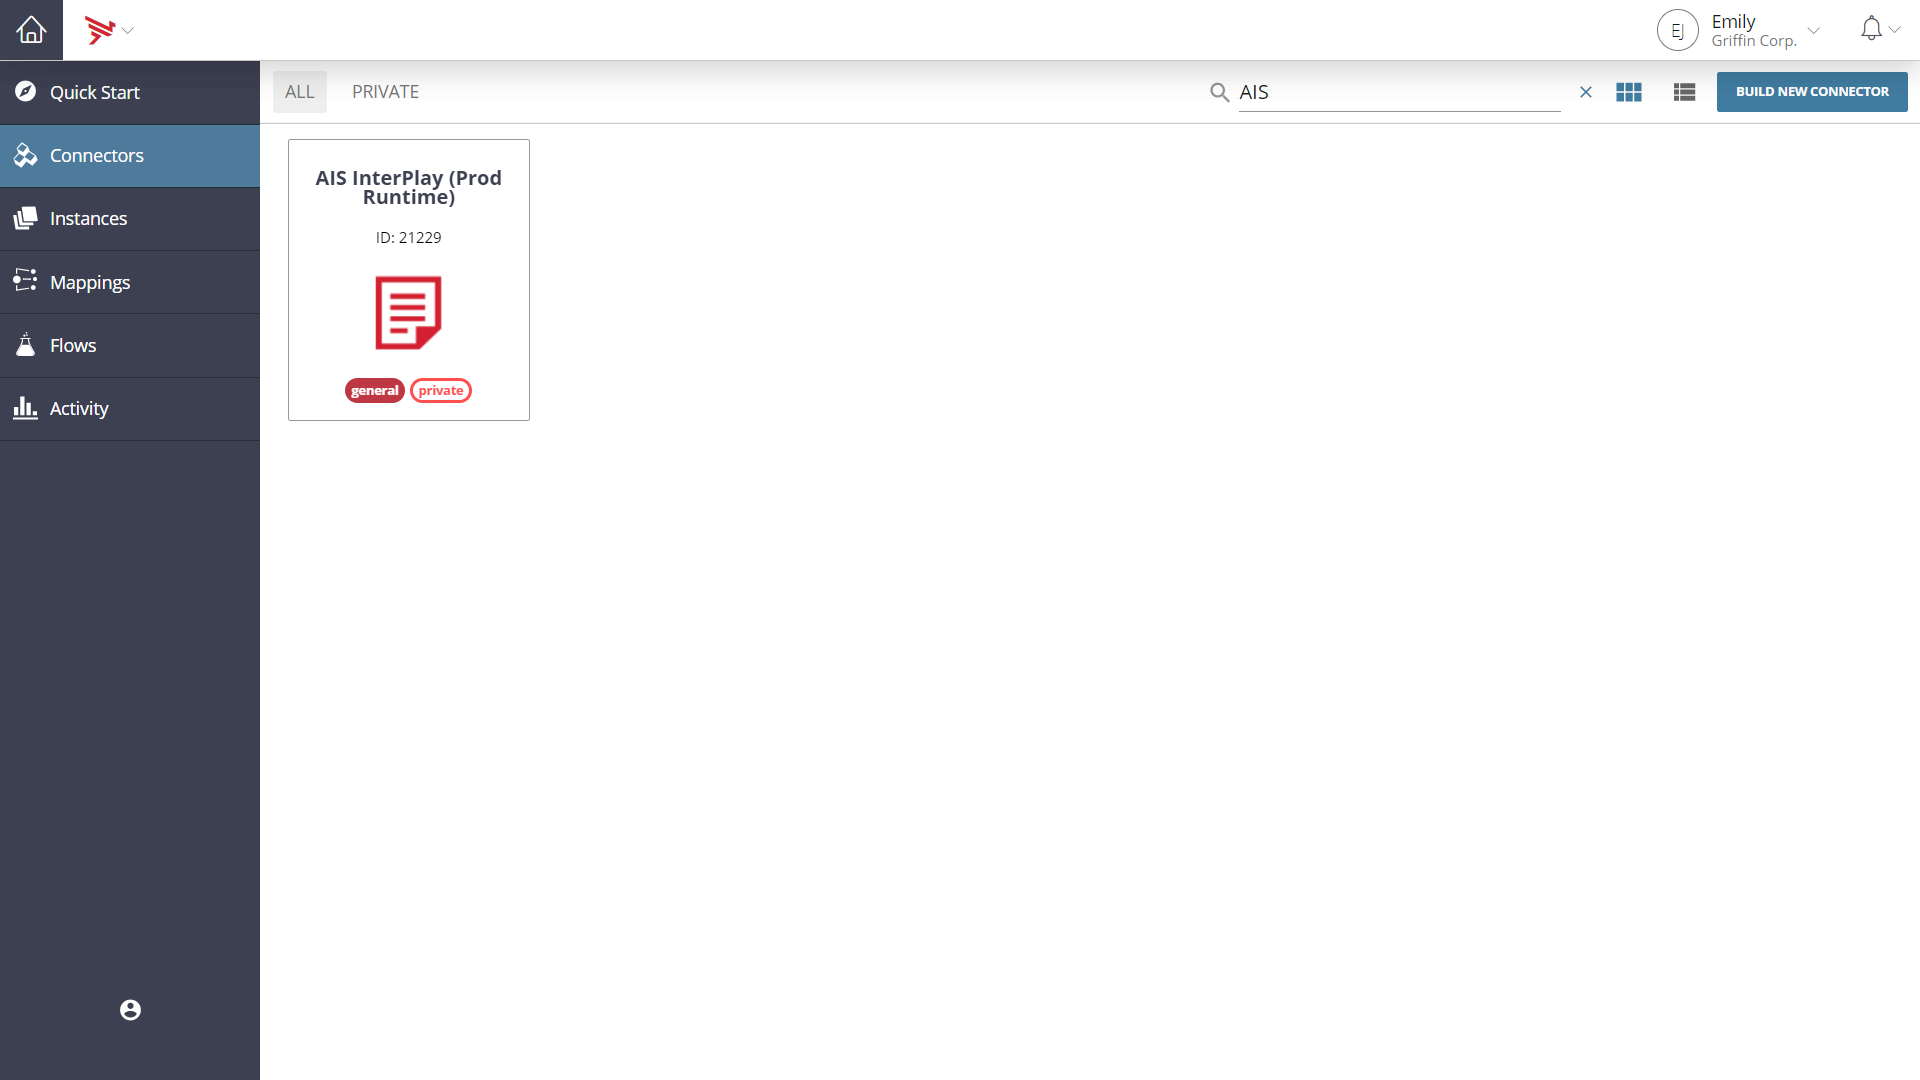 EJ
Emily
Griffin Corp.
Quick Start
Connectors
Instances
Mappings
Flows
Activity
ALL
PRIVATE
AIS
BUILD NEW CONNECTOR
AIS InterPlay (Prod
Runtime)
ID: 21229
general
private